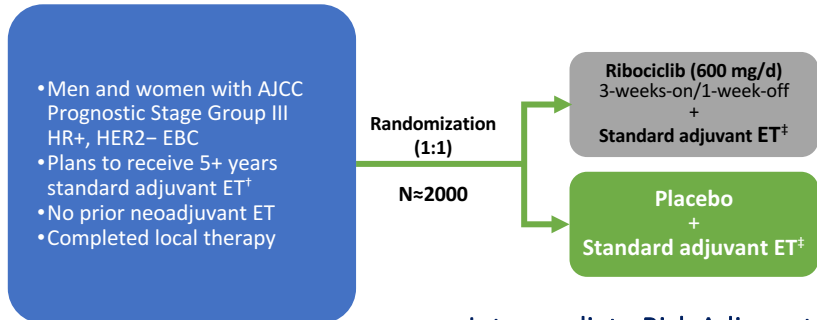 •Men and women with AJCC
Prognostic Stage Group III
HR+, HER2− EBC
•Plans to receive 5+ years
standard adjuvant ET†
•No prior neoadjuvant ET
•Completed local therapy
Randomization
(1:1)
N≈2000
Ribociclib (600 mg/d)
3-weeks-on/1-week-off
+
Standard adjuvant ET‡
Placebo
+
Standard adjuvant ET‡